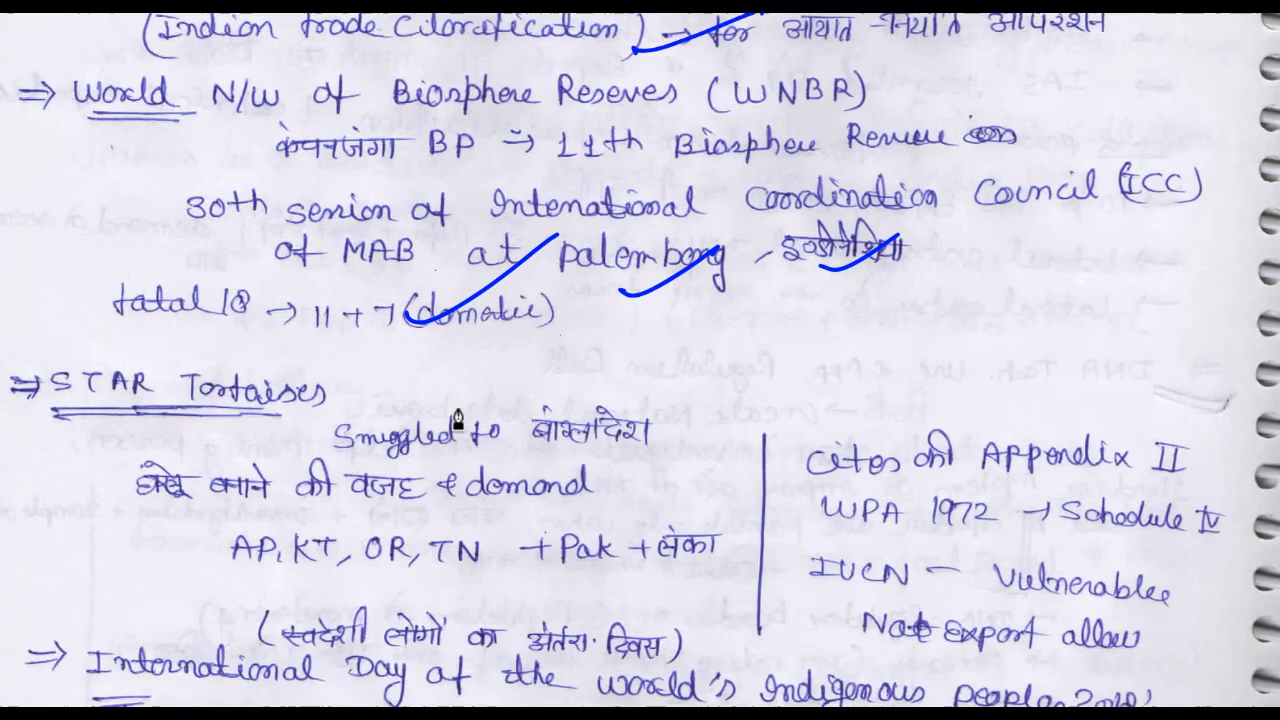 (Indian trade Clarification) → for आयात निर्यात ऑपरेशन
⇒ World N/W of Biosphere Reserves (WNBR)
कंचनजंगा BP ⇒ 11th Biosphere Reserve
30th Session of International Coordination Council (ICC)
of MAB at Palembang, इंडोनेशिया
total 18 → 11 + 7 (domestic)
⇒ STAR Tortoises
Smuggled to बांग्लादेश
बनाने की वजह से demand
AP, KT, OR, TN + Pak + लंका
Cites की Appendix II
WPA 1972 → Schedule IV
IUCN – Vulnerable
Not export allow
(स्वदेशी लोगों का अंतरा. दिवस)
⇒ International Day of the World's Indigenous peoples